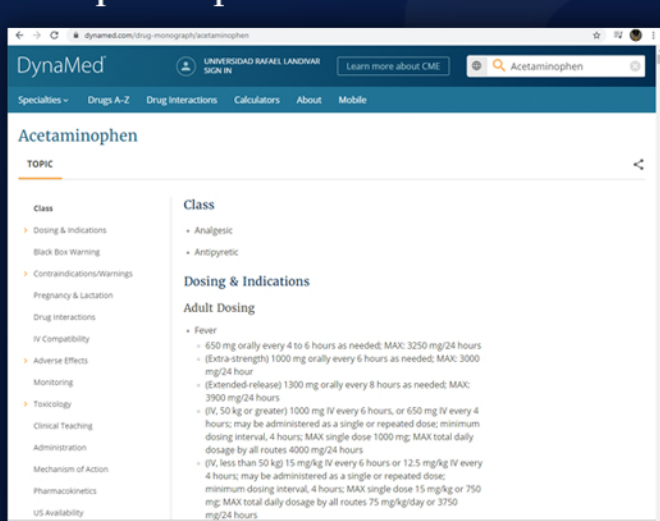 dynamed.com/drug-monograph/acetaminophen
DynaMed
UNIVERSIDAD RAFAEL LANDIVAR
SIGN IN
Learn more about CME
Acetaminophen
Specialties
Drugs A-Z
Drug Interactions
Calculators
About
Mobile
Acetaminophen
TOPIC
Class
Dosing & Indications
Black Box Warning
Contraindications/Warnings
Pregnancy & Lactation
Drug Interactions
IV Compatibility
Adverse Effects
Monitoring
Toxicology
Clinical Teaching
Administration
Mechanism of Action
Pharmacokinetics
US Availability
Class
Analgesic
Antipyretic
Dosing & Indications
Adult Dosing
Fever
650 mg orally every 4 to 6 hours as needed; MAX: 3250 mg/24 hours
(Extra-strength) 1000 mg orally every 6 hours as needed; MAX: 3000
mg/24 hour
(Extended-release) 1300 mg orally every 8 hours as needed; MAX:
3900 mg/24 hours
(IV, 50 kg or greater) 1000 mg IV every 6 hours, or 650 mg IV every 4
hours; may be administered as a single or repeated dose; minimum
dosing interval, 4 hours; MAX single dose 1000 mg; MAX total daily
dosage by all routes 4000 mg/24 hours
(IV, less than 50 kg) 15 mg/kg IV every 6 hours or 12.5 mg/kg IV every
4 hours; may be administered as a single or repeated dose;
minimum dosing interval, 4 hours; MAX single dose 15 mg/kg or 750
mg; MAX total daily dosage by all routes 75 mg/kg/day or 3750
mg/24 hours